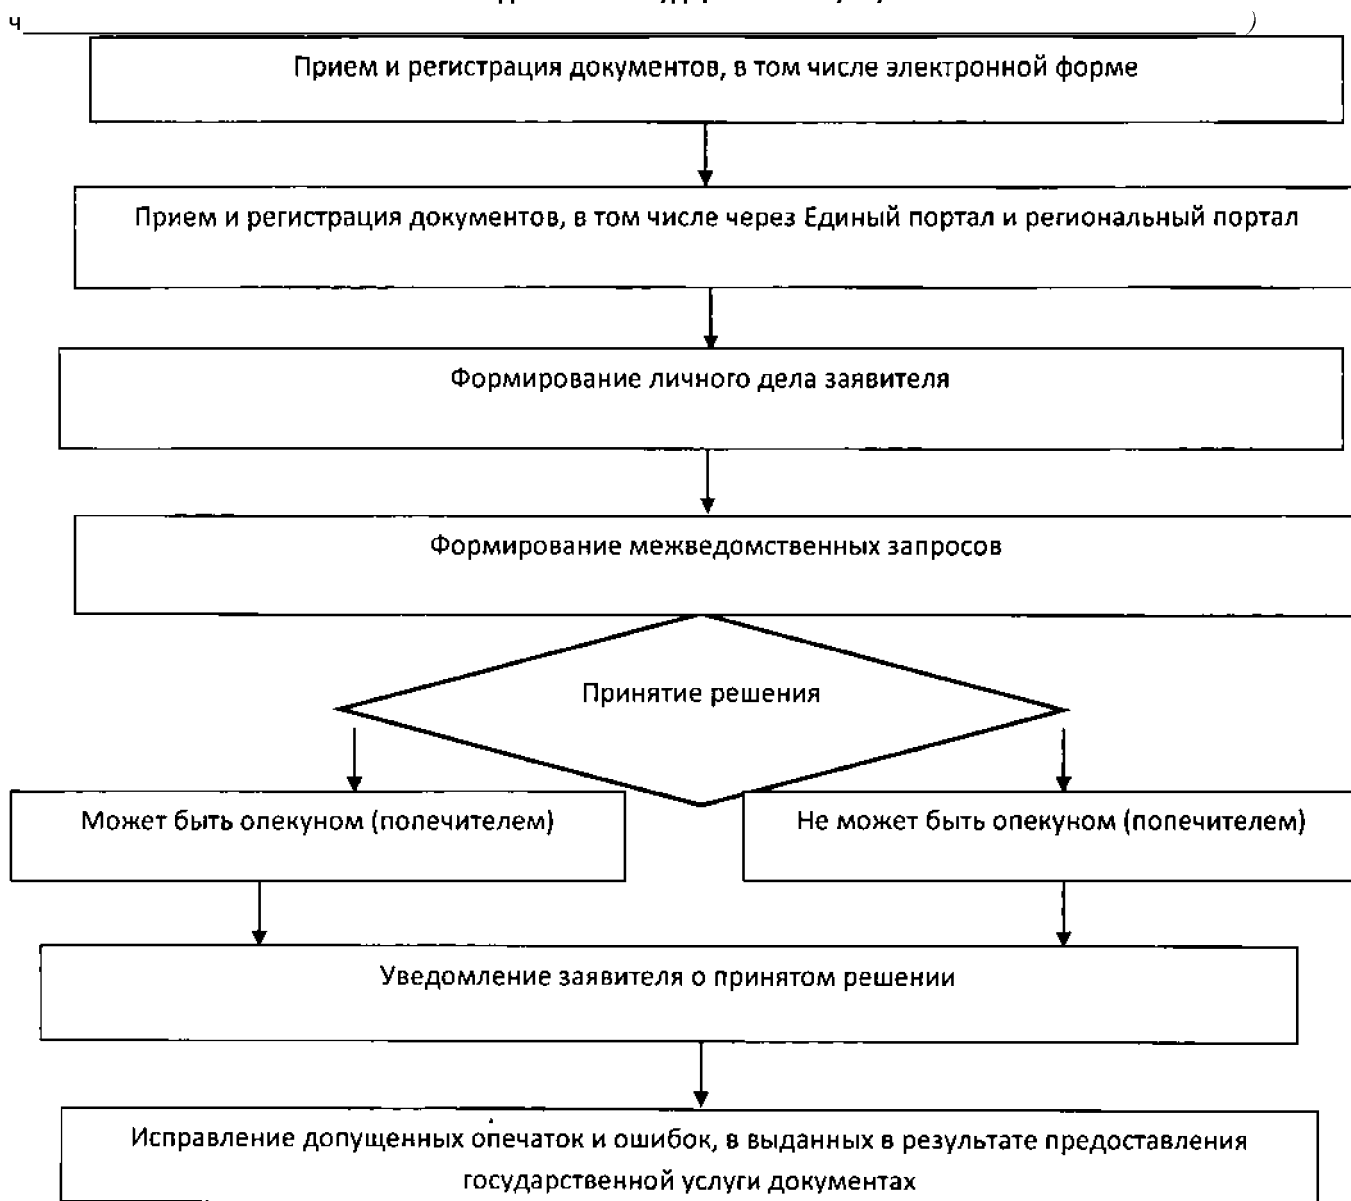 ч
Прием и регистрация документов, в том числе электронной форме
Прием и регистрация документов, в том числе через Единый портал и региональный портал
Формирование личного дела заявителя
Формирование межведомственных запросов
Принятие решения
Может быть опекуном (попечителем)
Не может быть опекуном (попечителем)
Уведомление заявителя о принятом решении
Исправление допущенных опечаток и ошибок, в выданных в результате предоставления
государственной услуги документах